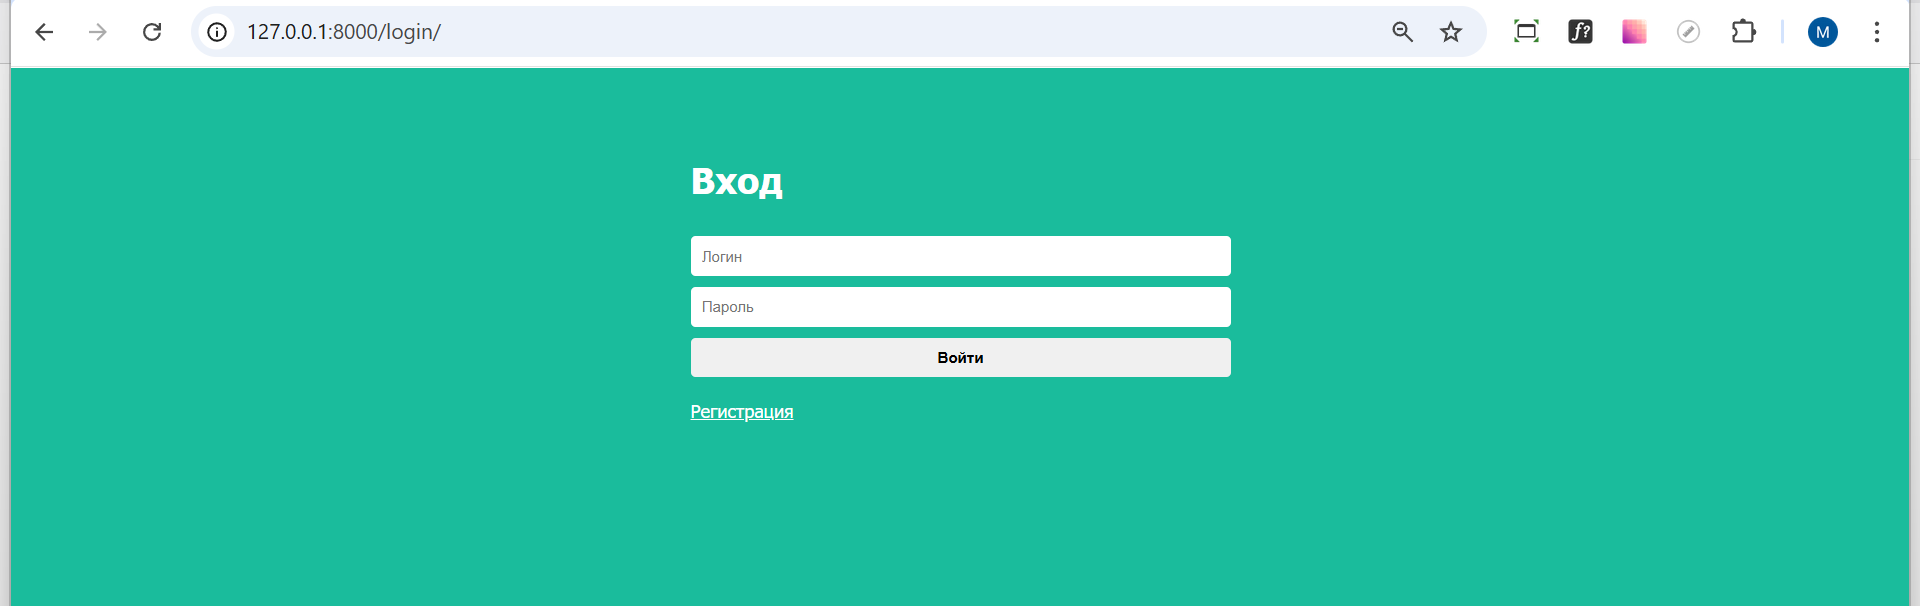 127.0.0.1:8000/login/
f?
M
Вход
Логин
Пароль
Войти
Регистрация